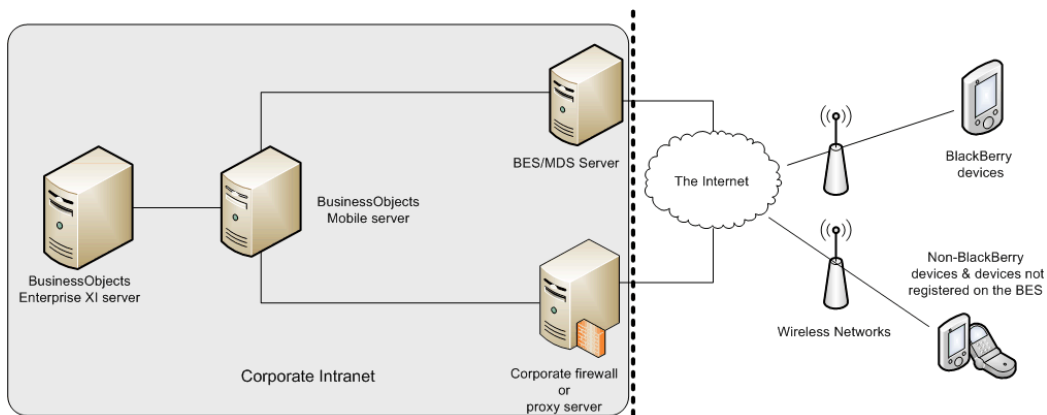 BES/MDS Server
BusinessObjects
Mobile server
BusinessObjects
Enterprise XI server
Corporate firewall
or
proxy server
Corporate Intranet
The Internet
BlackBerry
devices
Non-BlackBerry
devices & devices not
registered on the BES
Wireless Networks